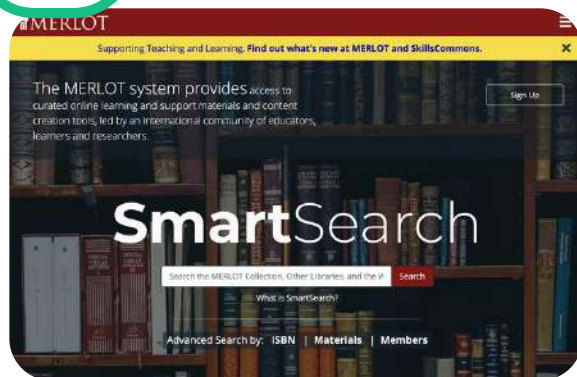 MERLOT
Supporting Teaching and Learning. Find out what's new at MERLOT and SkillsCommons.
The MERLOT system provides access to
curated online learning and support materials and content
creation tools, led by an international community of educators,
learners and researchers.
Sign Up
SmartSearch
Search the MERLOT Collection, Other Libraries, and the W
Search
What is SmartSearch?
Advanced Search by: ISBN | Materials | Members